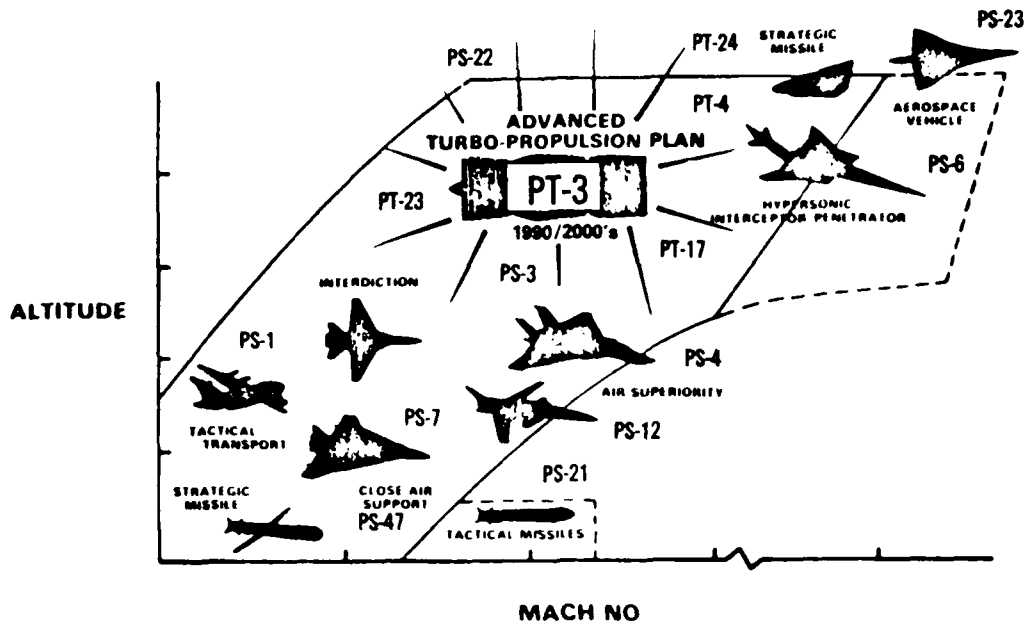 PS-23
STRATEGIC
MISSILE
PT-24
PS-22
PT-4
AEROSPACE
VEHICLE
ADVANCED
TURBO-PROPULSION PLAN
PS-6
PT-3
PT-23
HYPERSONIC
INTERCEPTOR PENETRATOR
1990/2000's
PT-17
PS-3
INTERDICTION
ALTITUDE
PS-1
PS-4
AIR SUPERIORITY
PS-7
PS-12
TACTICAL
TRANSPORT
PS-21
STRATEGIC
MISSILE
CLOSE AIR
SUPPORT
PS-47
TACTICAL MISSILES
MACH NO